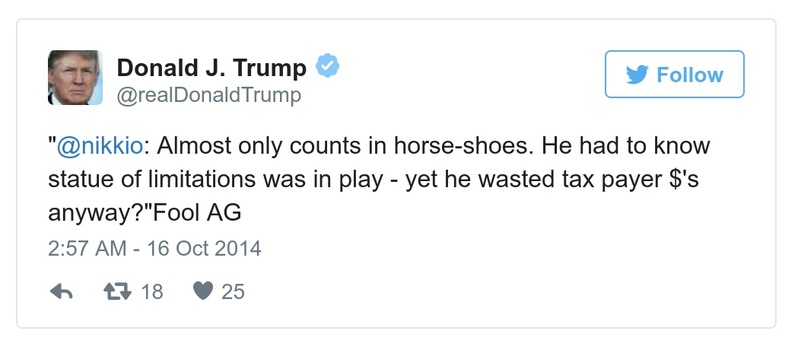 Donald J. Trump
@realDonaldTrump
Follow
"@nikkio: Almost only counts in horse-shoes. He had to know
statue of limitations was in play - yet he wasted tax payer $'s
anyway?"Fool AG
2:57 AM - 16 Oct 2014
18 25